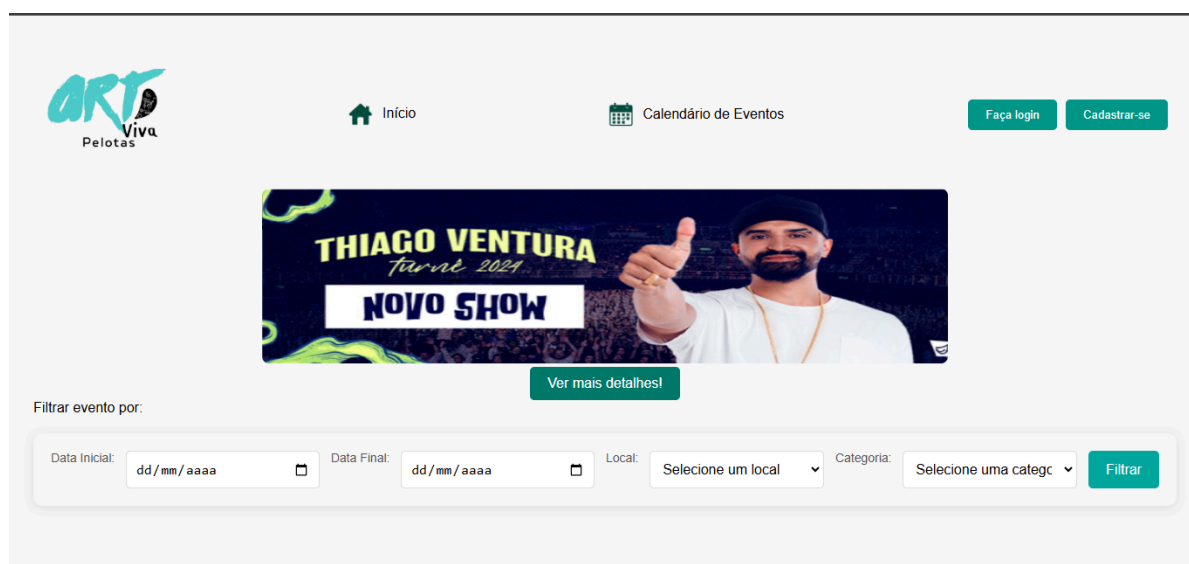 ART
Viva
Pelotas
Início
Calendário de Eventos
Faça login
Cadastrar-se
THIAGO VENTURA
turnê 2024
NOVO SHOW
Ver mais detalhes!
Filtrar evento por:
Data Inicial:
dd/mm/aaaa
Data Final:
dd/mm/aaaa
Local:
Selecione um local
Categoria:
Selecione uma catego
Filtrar